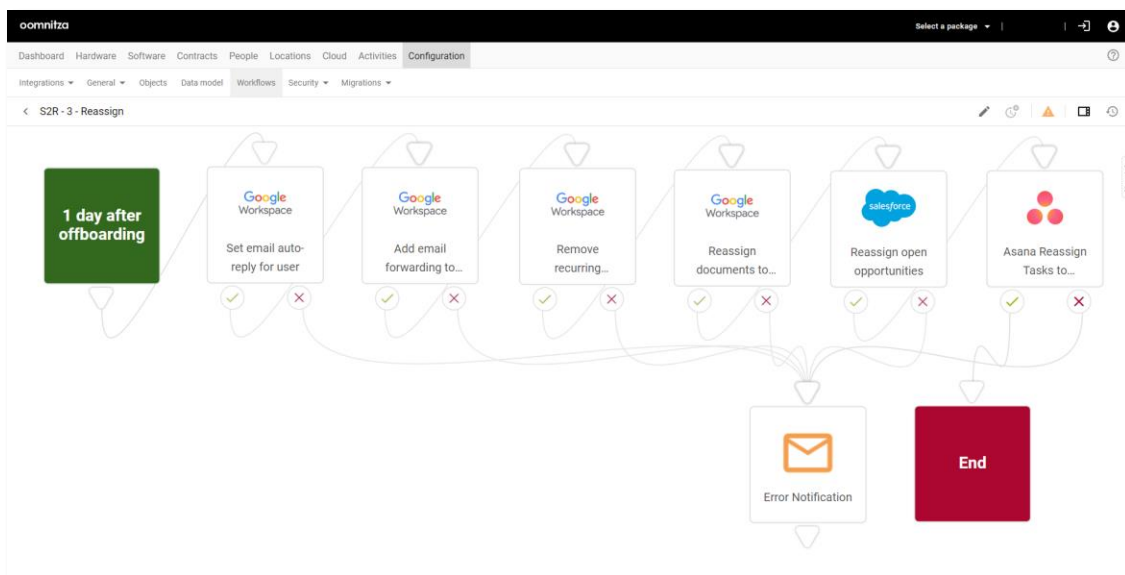 oomnitza
Select a package
Dashboard Hardware Software Contracts People Locations Cloud Activities Configuration
Integrations General Objects Data model Workflows Security Migrations
S2R - 3 - Reassign
1 day after
offboarding
Google
Workspace
Set email auto-
reply for user
Google
Workspace
Add email
forwarding to...
Google
Workspace
Remove
recurring...
Google
Workspace
Reassign
documents to...
salesforce
Reassign open
opportunities
Asana Reassign
Tasks to...
Error Notification
End